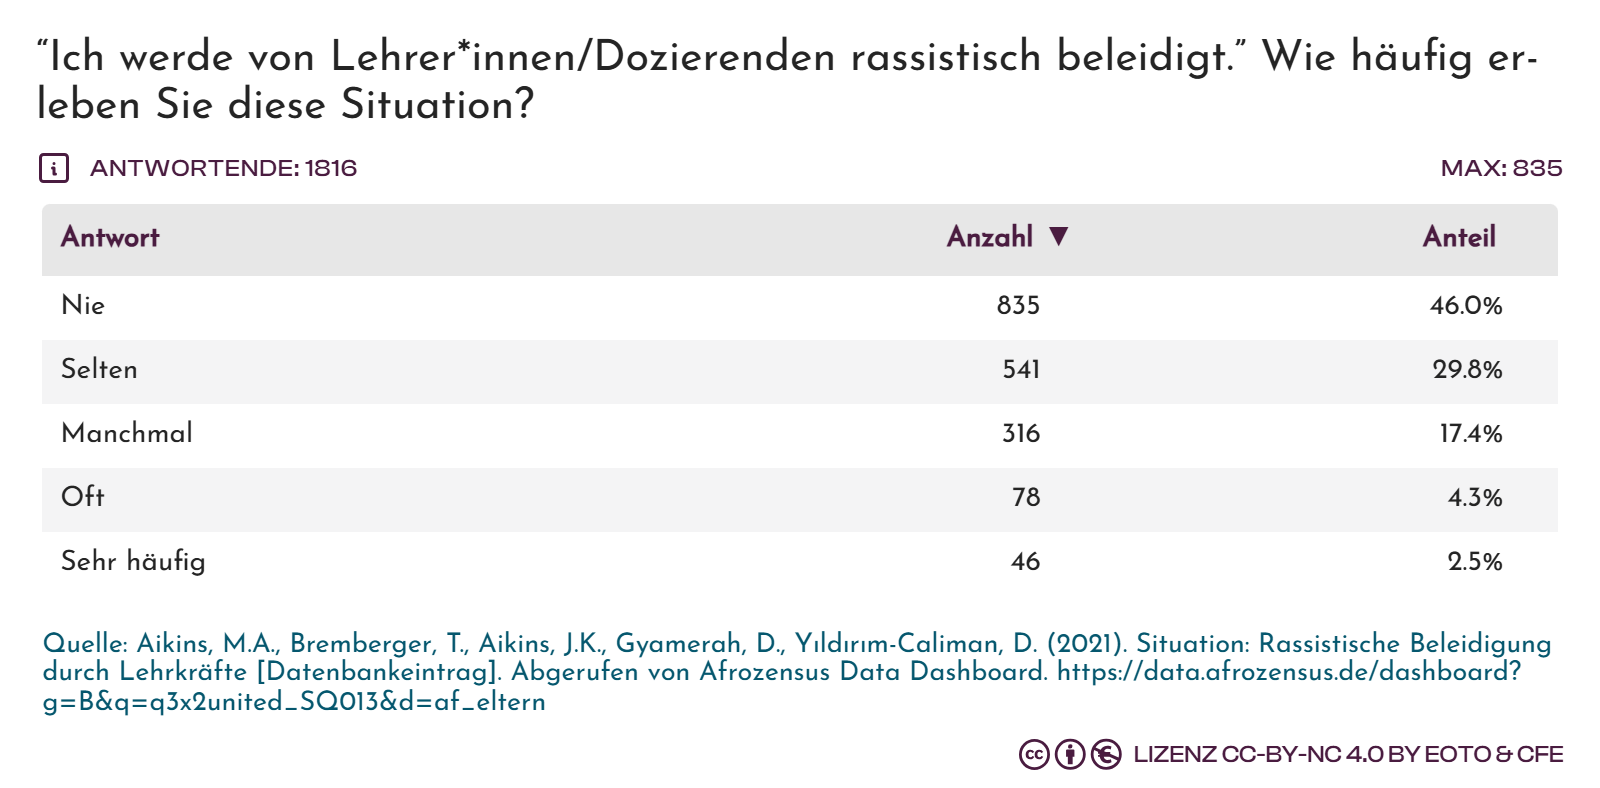 “Ich werde von Lehrer*innen/Dozierenden rassistisch beleidigt.” Wie häufig er-
leben Sie diese Situation?
ANTWORTENDE: 1816 MAX: 835
Antwort Anzahl ▼ Anteil
Nie 835 46.0%
Selten 541 29.8%
Manchmal 316 17.4%
Oft 78 4.3%
Sehr häufig 46 2.5%
Quelle: Aikins, M.A., Bremberger, T., Aikins, J.K., Gyamerah, D., Yıldırım-Caliman, D. (2021). Situation: Rassistische Beleidigung
durch Lehrkräfte [Datenbankeintrag]. Abgerufen von Afrozensus Data Dashboard. https://data.afrozensus.de/dashboard?
g=B&q=q3x2united_SQ013&d=af_eltern
LIZENZ CC-BY-NC 4.0 BY EOTO & CFE